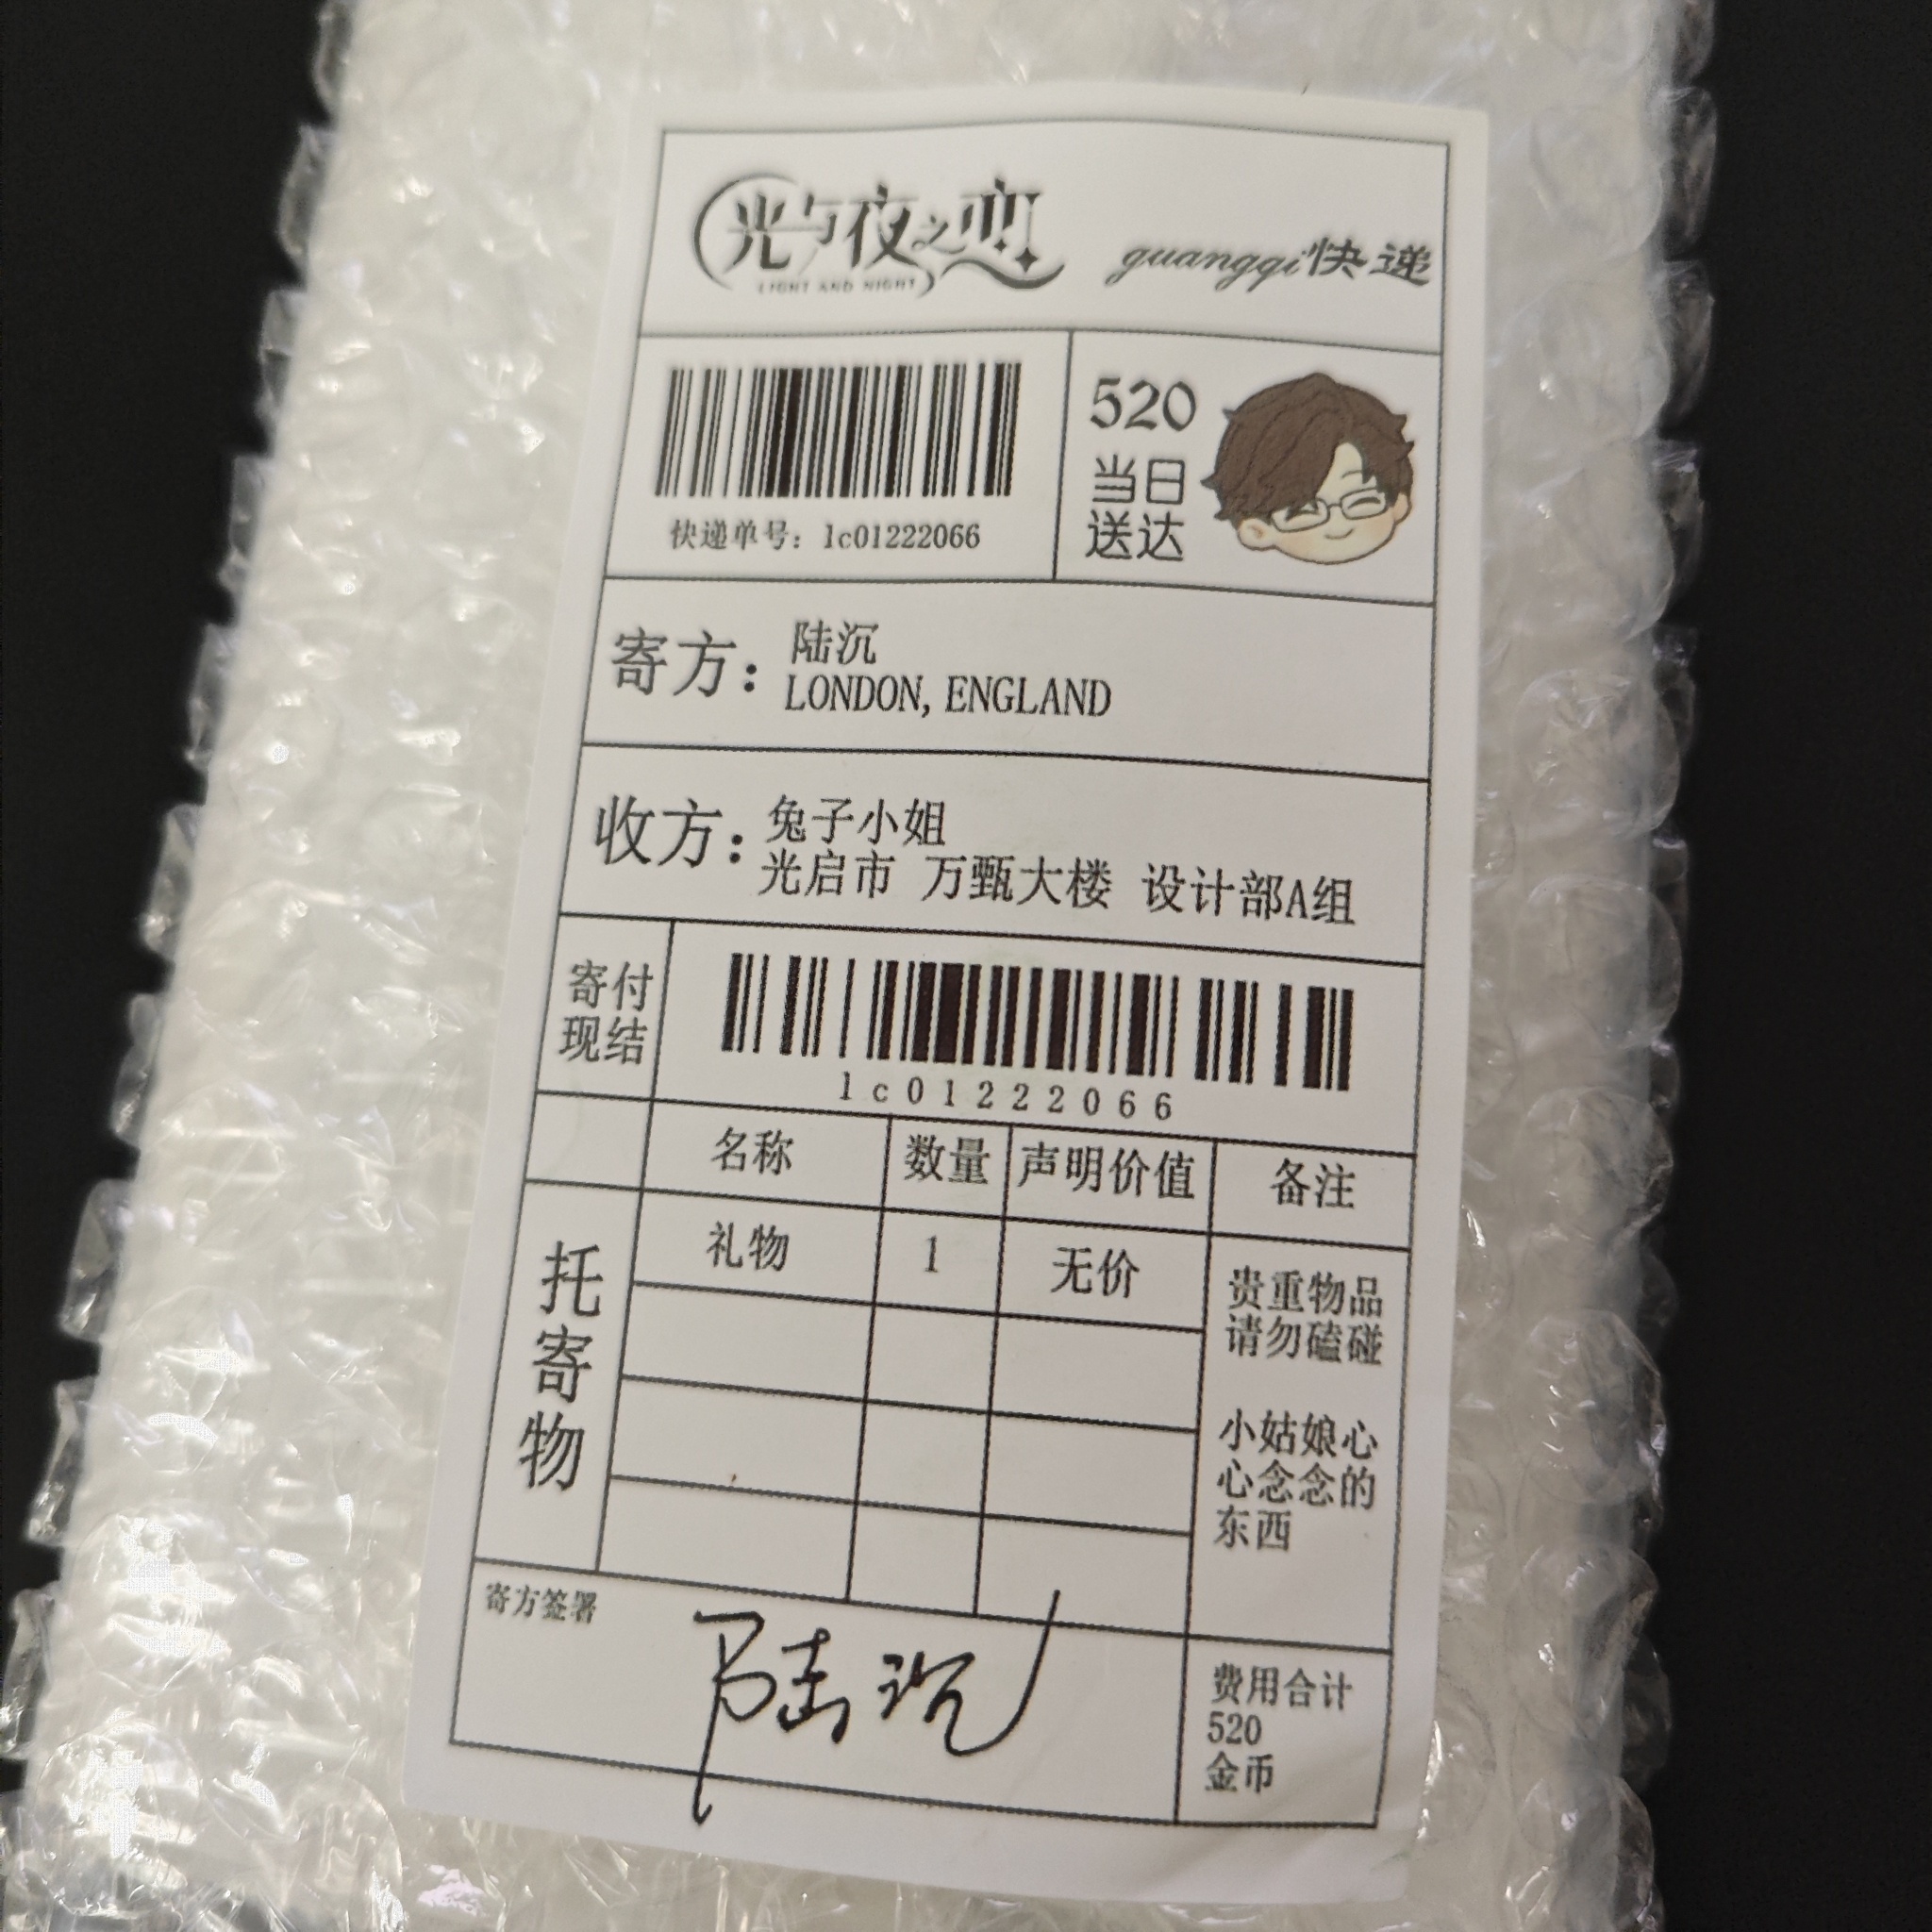 光与夜之恋
LIGHT AND NIGHT
guangqi快递
快递单号：lc01222066
520
当日
送达
寄方：
陆沉
LONDON, ENGLAND
收方：
兔子小姐
光启市 万甄大楼 设计部A组
寄付
现结
lc01222066
名称 数量 声明价值 备注
托寄物
礼物 1 无价
贵重物品
请勿磕碰
小姑娘心
心念念的
东西
寄方签署
陆沉
费用合计
520
金币